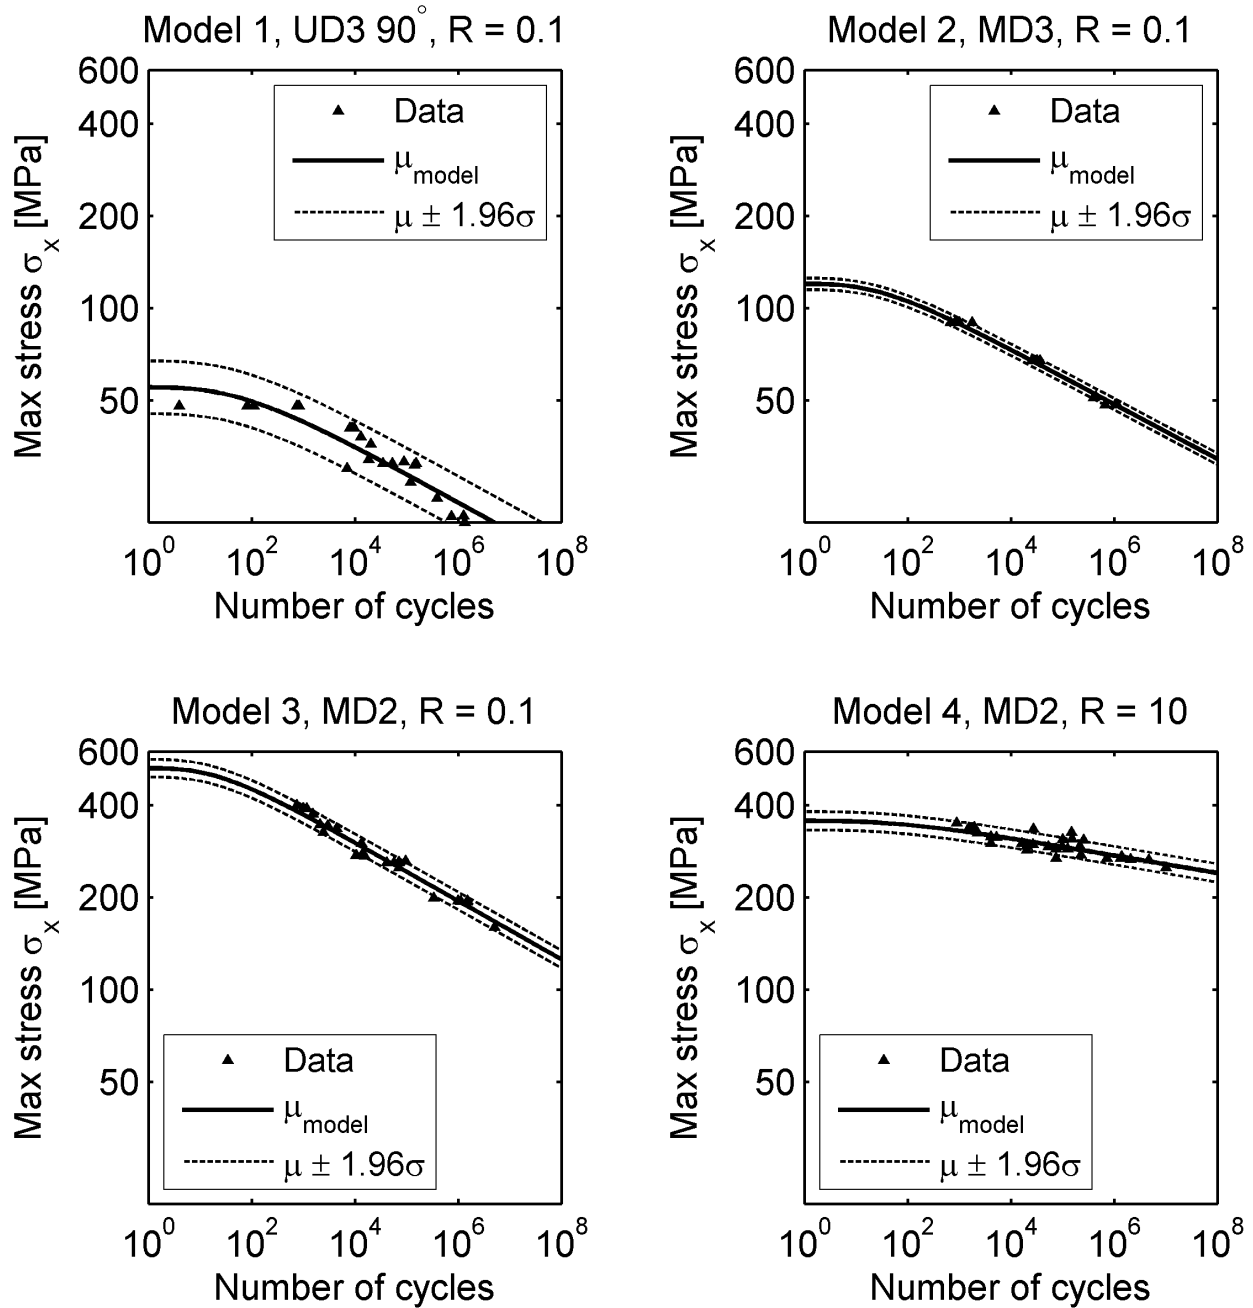 Model 1, UD3 90°, R = 0.1
600
400
200
100
50
Max stress σx [MPa]
Data
μmodel
μ ± 1.96σ
10^0 10^2 10^4 10^6 10^8
Number of cycles
Model 2, MD3, R = 0.1
600
400
200
100
50
Max stress σx [MPa]
Data
μmodel
μ ± 1.96σ
10^0 10^2 10^4 10^6 10^8
Number of cycles
Model 3, MD2, R = 0.1
600
400
200
100
50
Max stress σx [MPa]
Data
μmodel
μ ± 1.96σ
10^0 10^2 10^4 10^6 10^8
Number of cycles
Model 4, MD2, R = 10
600
400
200
100
50
Max stress σx [MPa]
Data
μmodel
μ ± 1.96σ
10^0 10^2 10^4 10^6 10^8
Number of cycles